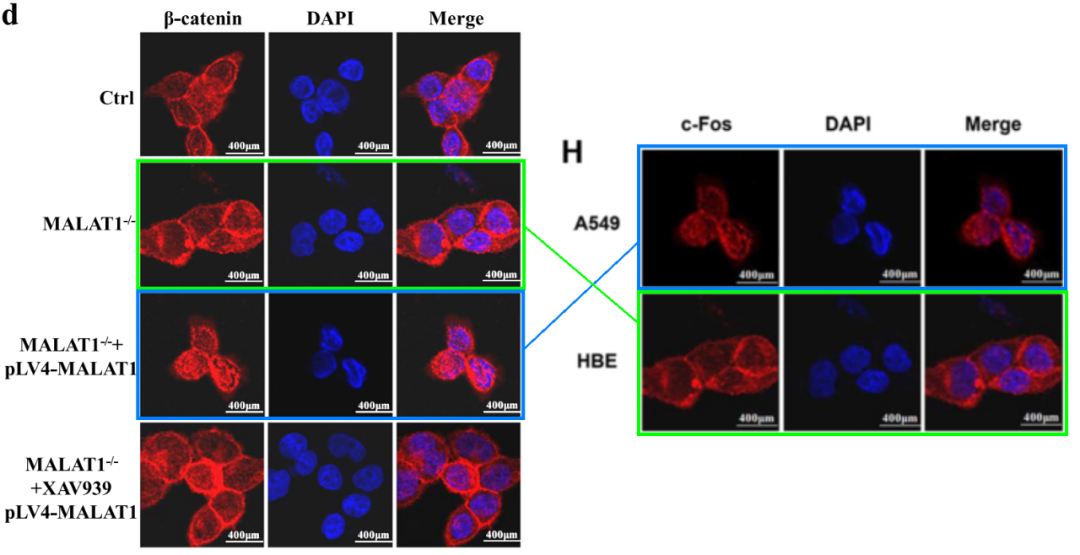 d
β-catenin DAPI Merge
Ctrl
400μm 400μm 400μm
MALAT1-/-
400μm 400μm 400μm
MALAT1-/-+
pLV4-MALAT1
400μm 400μm 400μm
MALAT1-/-
+XAV939
pLV4-MALAT1
400μm 400μm 400μm
H
c-Fos DAPI Merge
A549
400μm 400μm 400μm
HBE
400μm 400μm 400μm